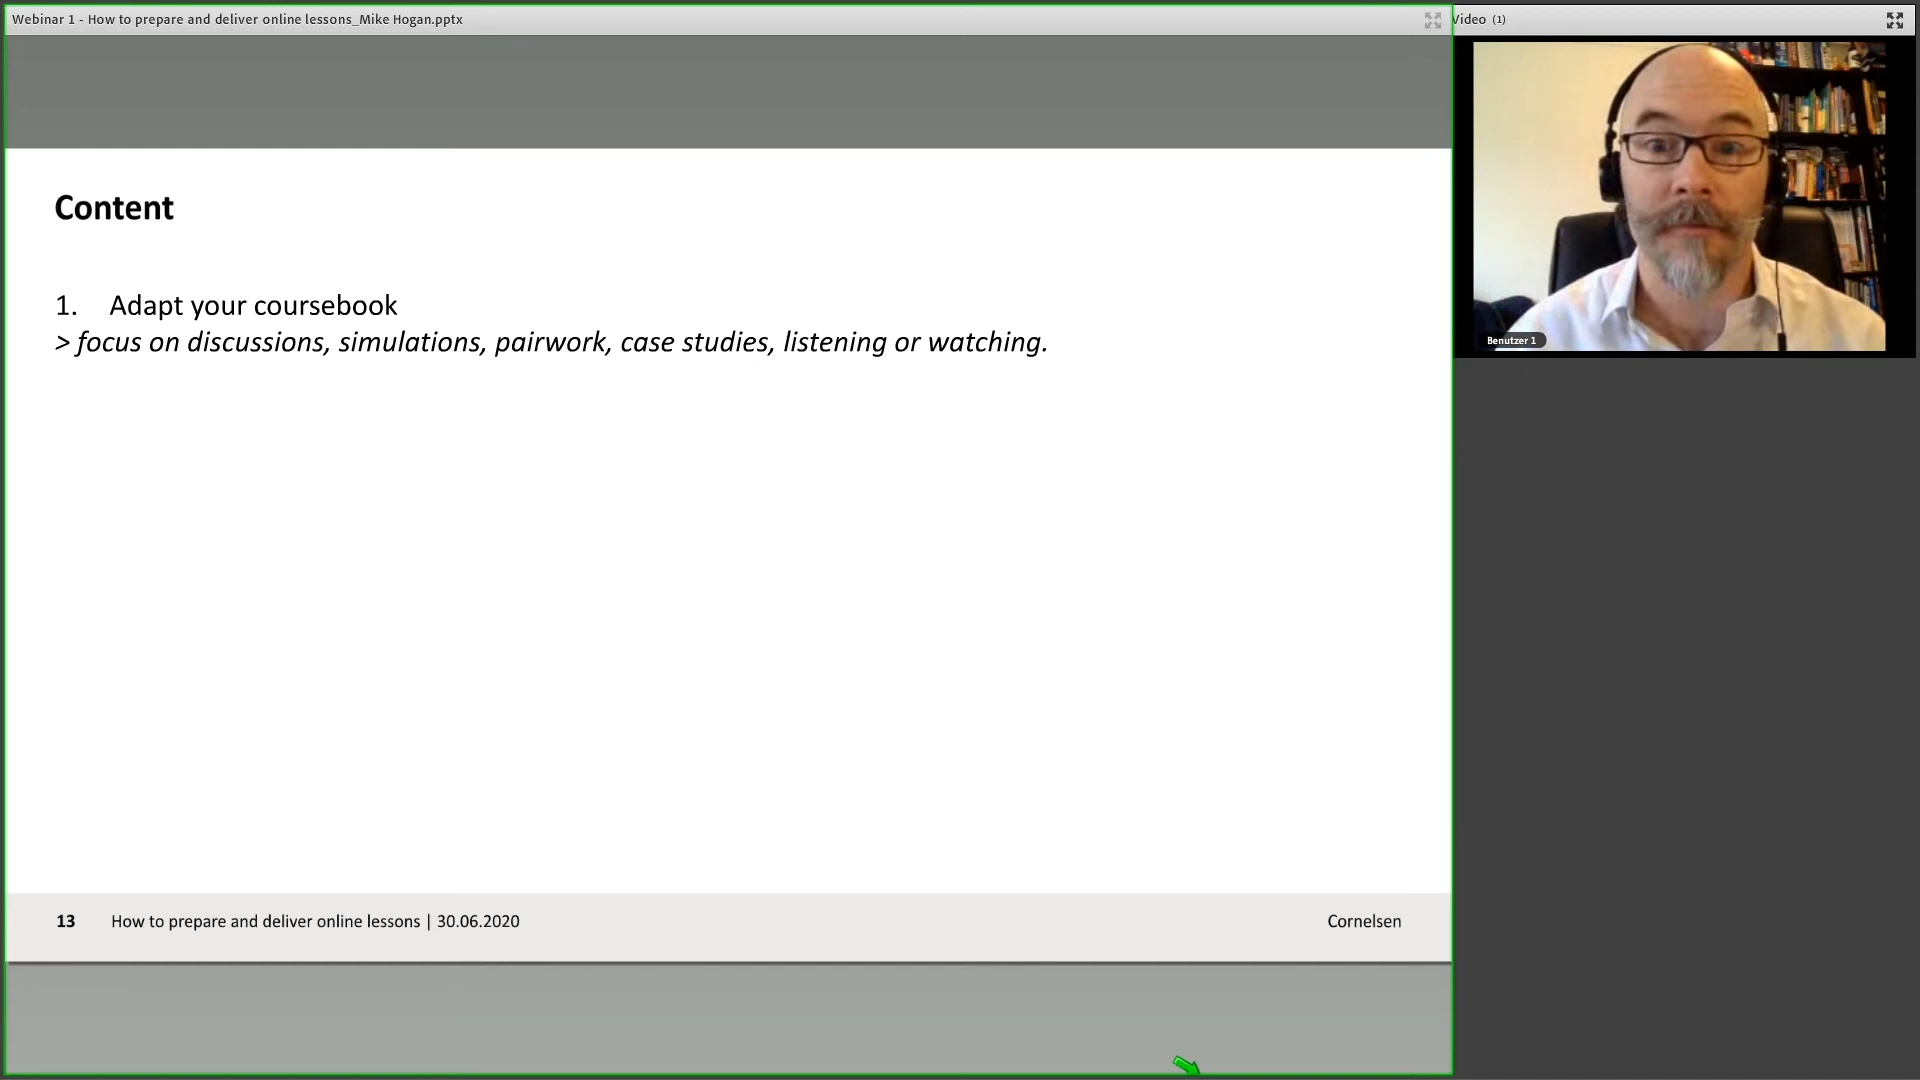 Webinar 1 - How to prepare and deliver online lessons_Mike Hogan.pptx
Video (1)
Content
1. Adapt your coursebook
> focus on discussions, simulations, pairwork, case studies, listening or watching.
Benutzer 1
13 How to prepare and deliver online lessons | 30.06.2020 Cornelsen